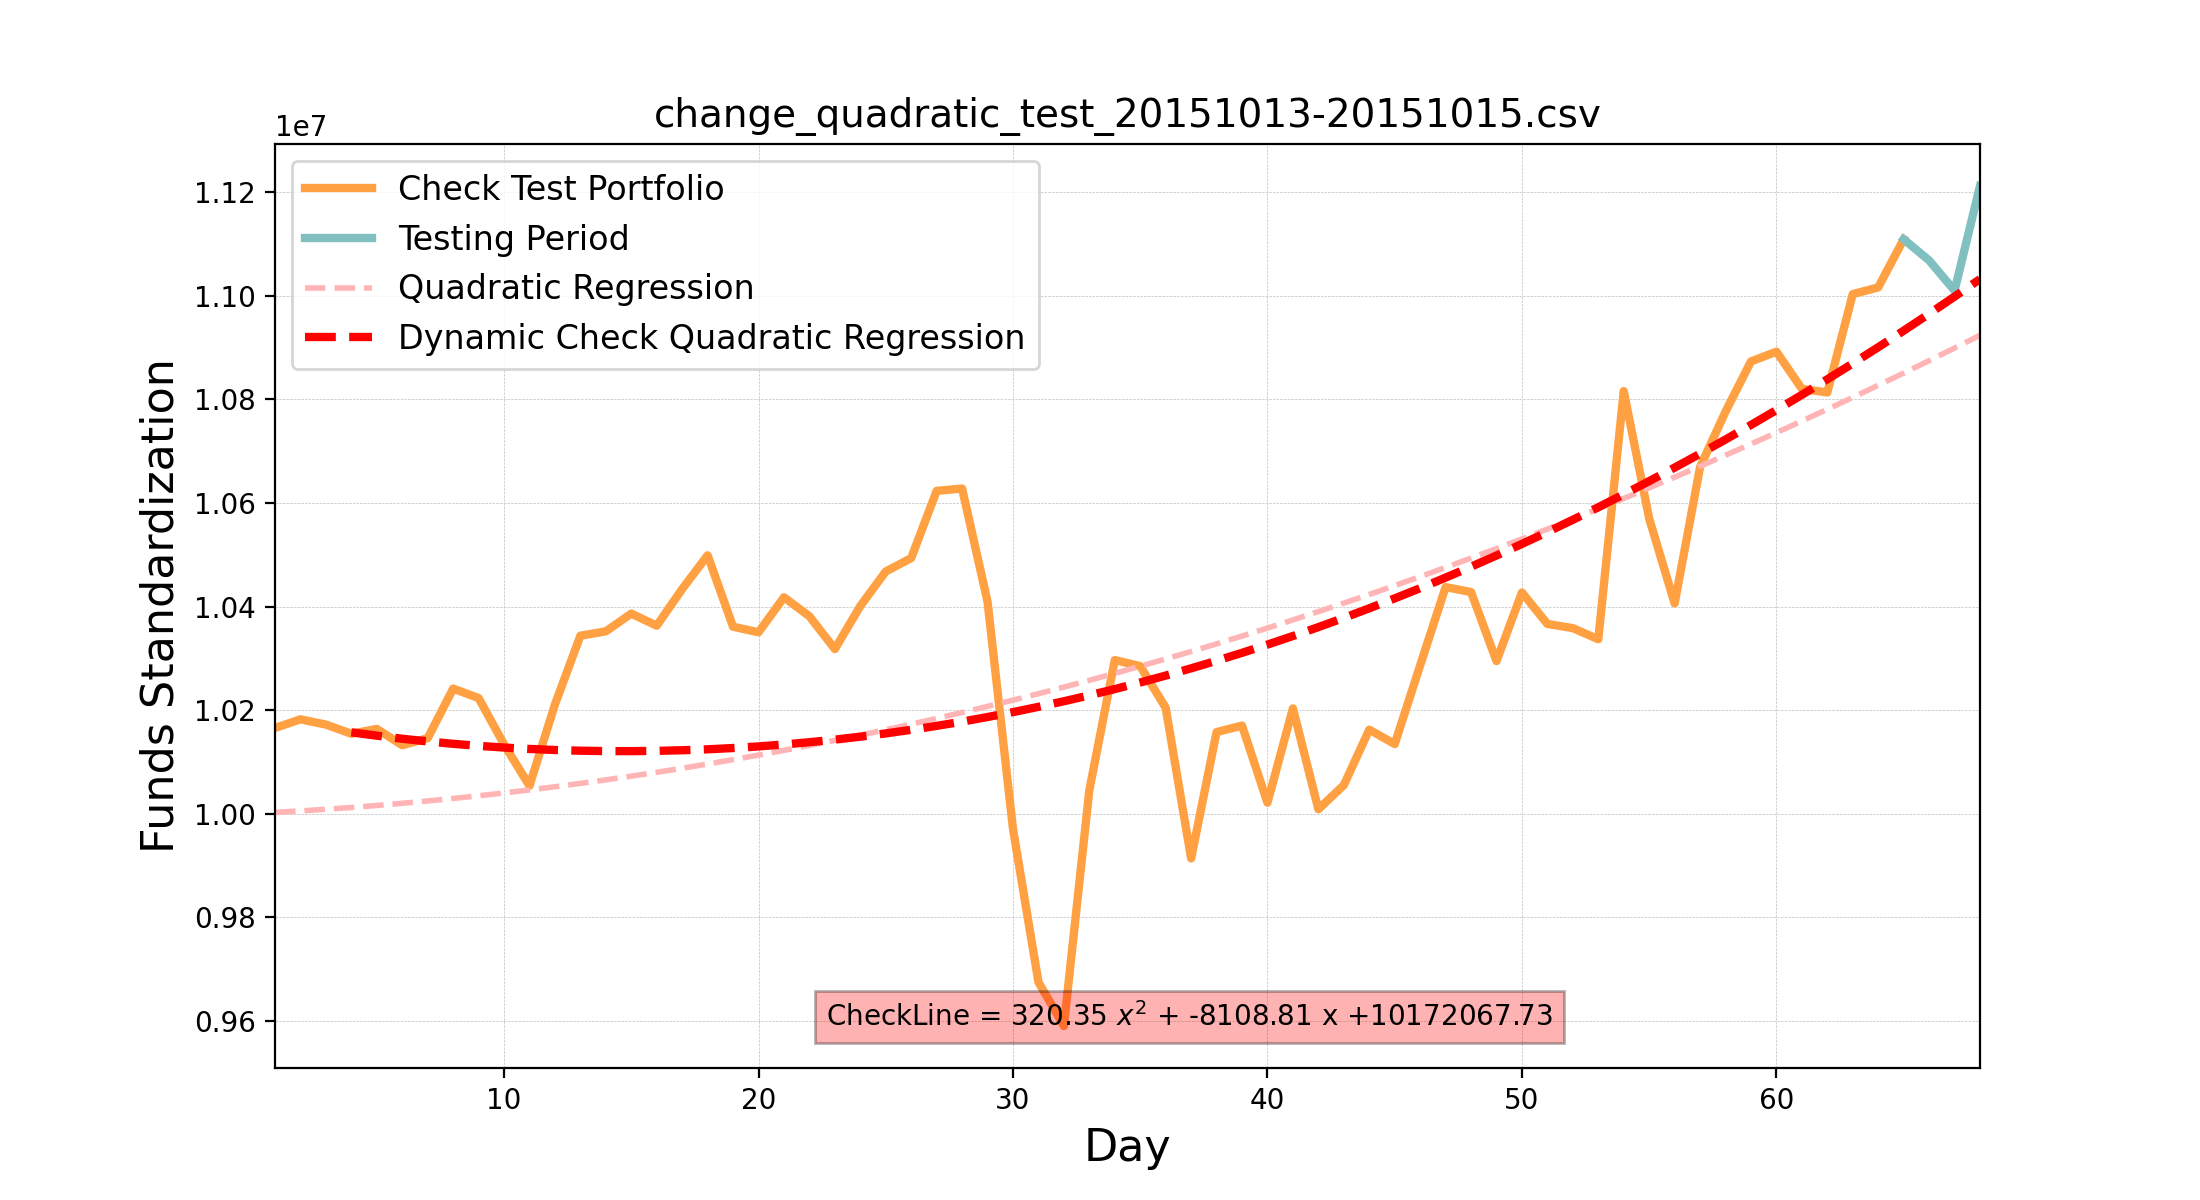 change_quadratic_test_20151013-20151015.csv
1e7
Check Test Portfolio
Testing Period
Quadratic Regression
Dynamic Check Quadratic Regression
1.12
1.10
1.08
1.06
1.04
1.02
1.00
0.98
0.96
Funds Standardization
CheckLine = 320.35 x² + -8108.81 x +10172067.73
10 20 30 40 50 60
Day